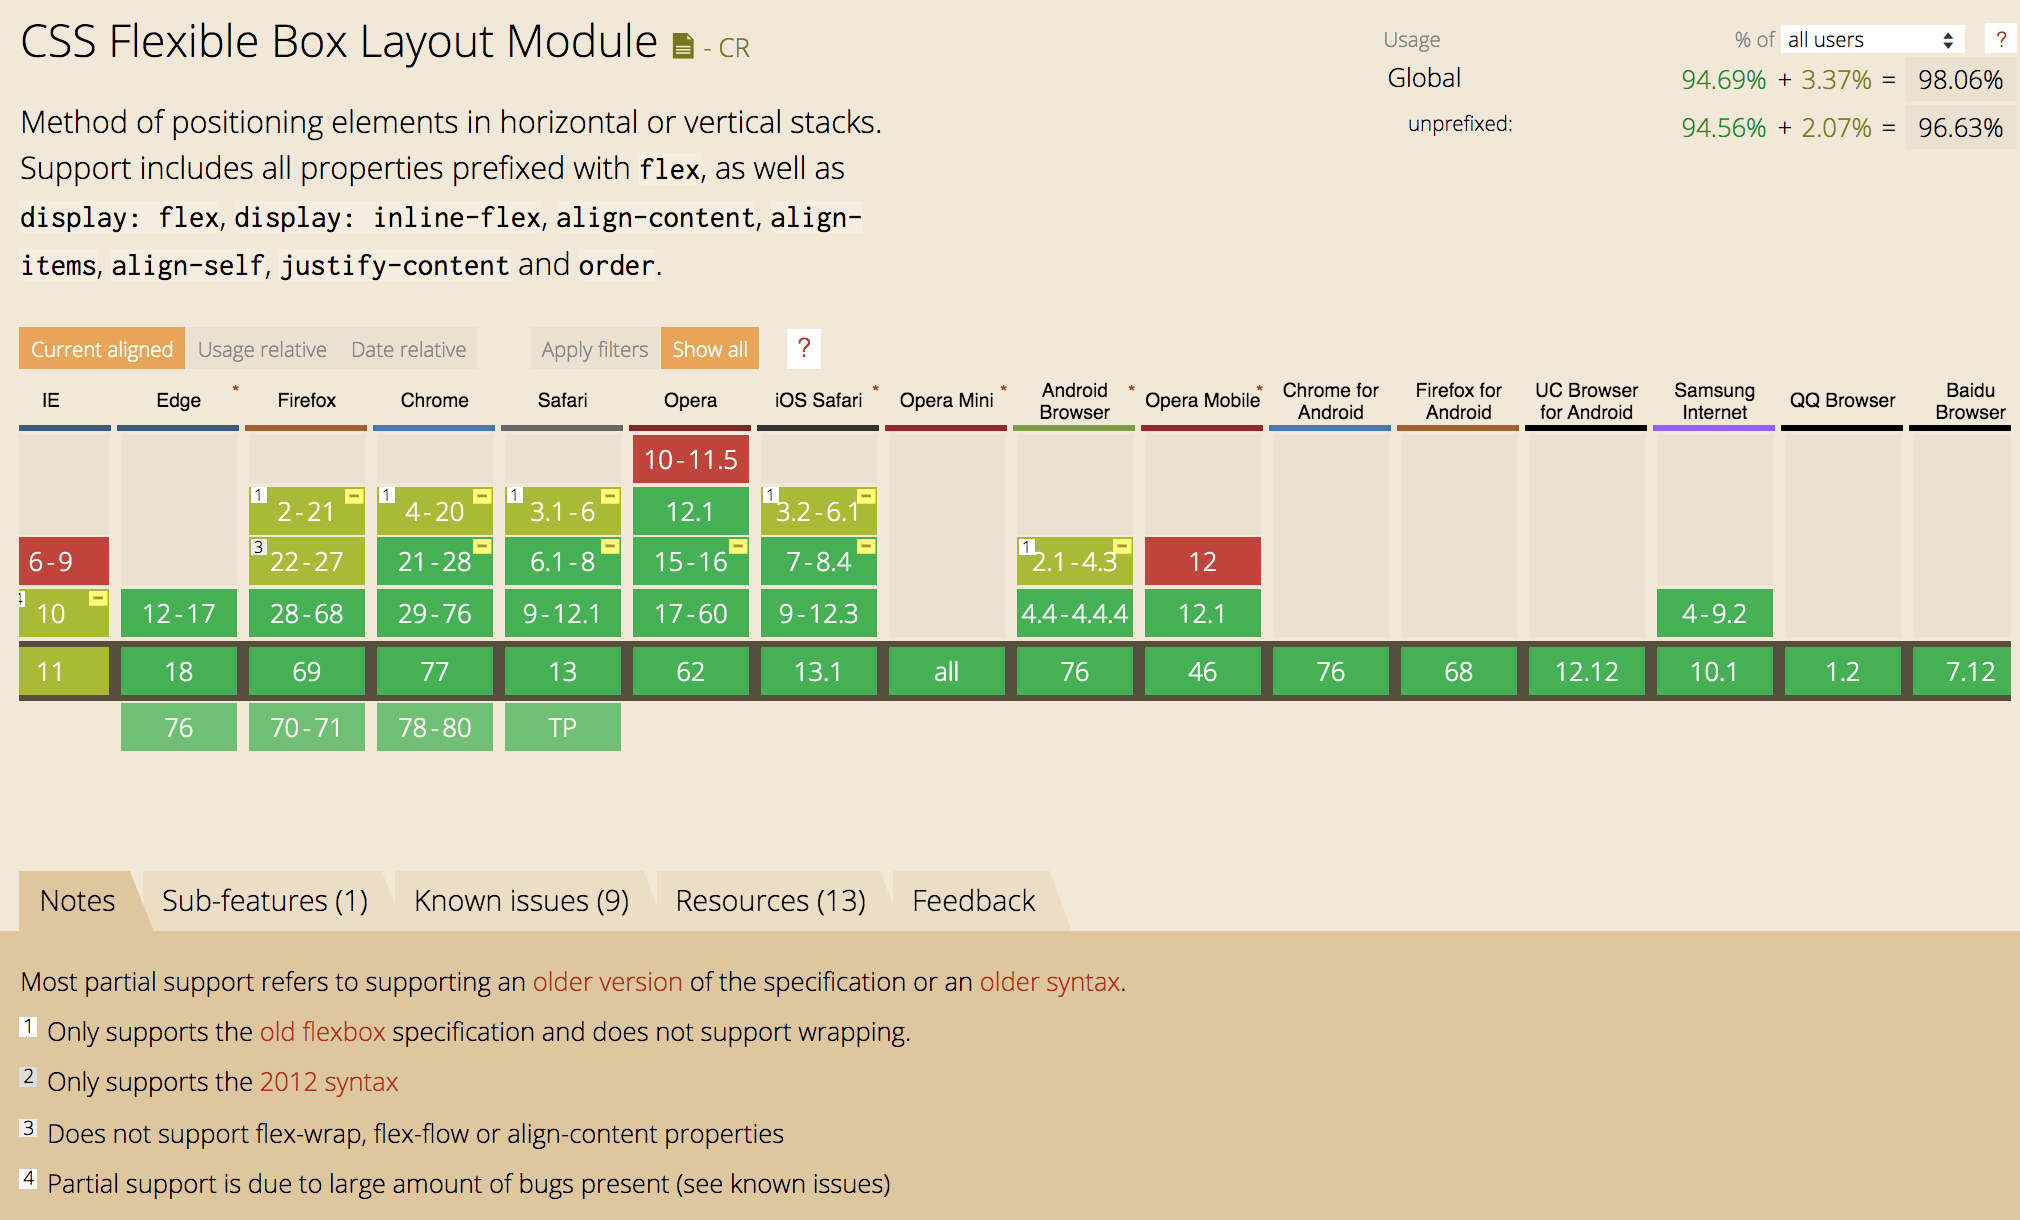 CSS Flexible Box Layout Module - CR
Usage % of all users ?
Global 94.69% + 3.37% = 98.06%
unprefixed: 94.56% + 2.07% = 96.63%
Method of positioning elements in horizontal or vertical stacks.
Support includes all properties prefixed with flex, as well as
display: flex, display: inline-flex, align-content, align-
items, align-self, justify-content and order.
Current aligned Usage relative Date relative Apply filters Show all ?
IE Edge * Firefox Chrome Safari Opera iOS Safari * Opera Mini * Android Browser * Opera Mobile * Chrome for Android Firefox for Android UC Browser for Android Samsung Internet QQ Browser Baidu Browser
10-11.5
1 2-21 - 1 4-20 - 1 3.1-6 - 12.1 1 3.2-6.1 -
6-9 3 22-27 21-28 - 6.1-8 - 15-16 - 7-8.4 - 1 2.1-4.3 - 12
4 10 - 12-17 28-68 29-76 9-12.1 17-60 9-12.3 4.4-4.4.4 12.1 4-9.2
11 18 69 77 13 62 13.1 all 76 46 76 68 12.12 10.1 1.2 7.12
76 70-71 78-80 TP
Notes Sub-features (1) Known issues (9) Resources (13) Feedback
Most partial support refers to supporting an older version of the specification or an older syntax.
1 Only supports the old flexbox specification and does not support wrapping.
2 Only supports the 2012 syntax
3 Does not support flex-wrap, flex-flow or align-content properties
4 Partial support is due to large amount of bugs present (see known issues)